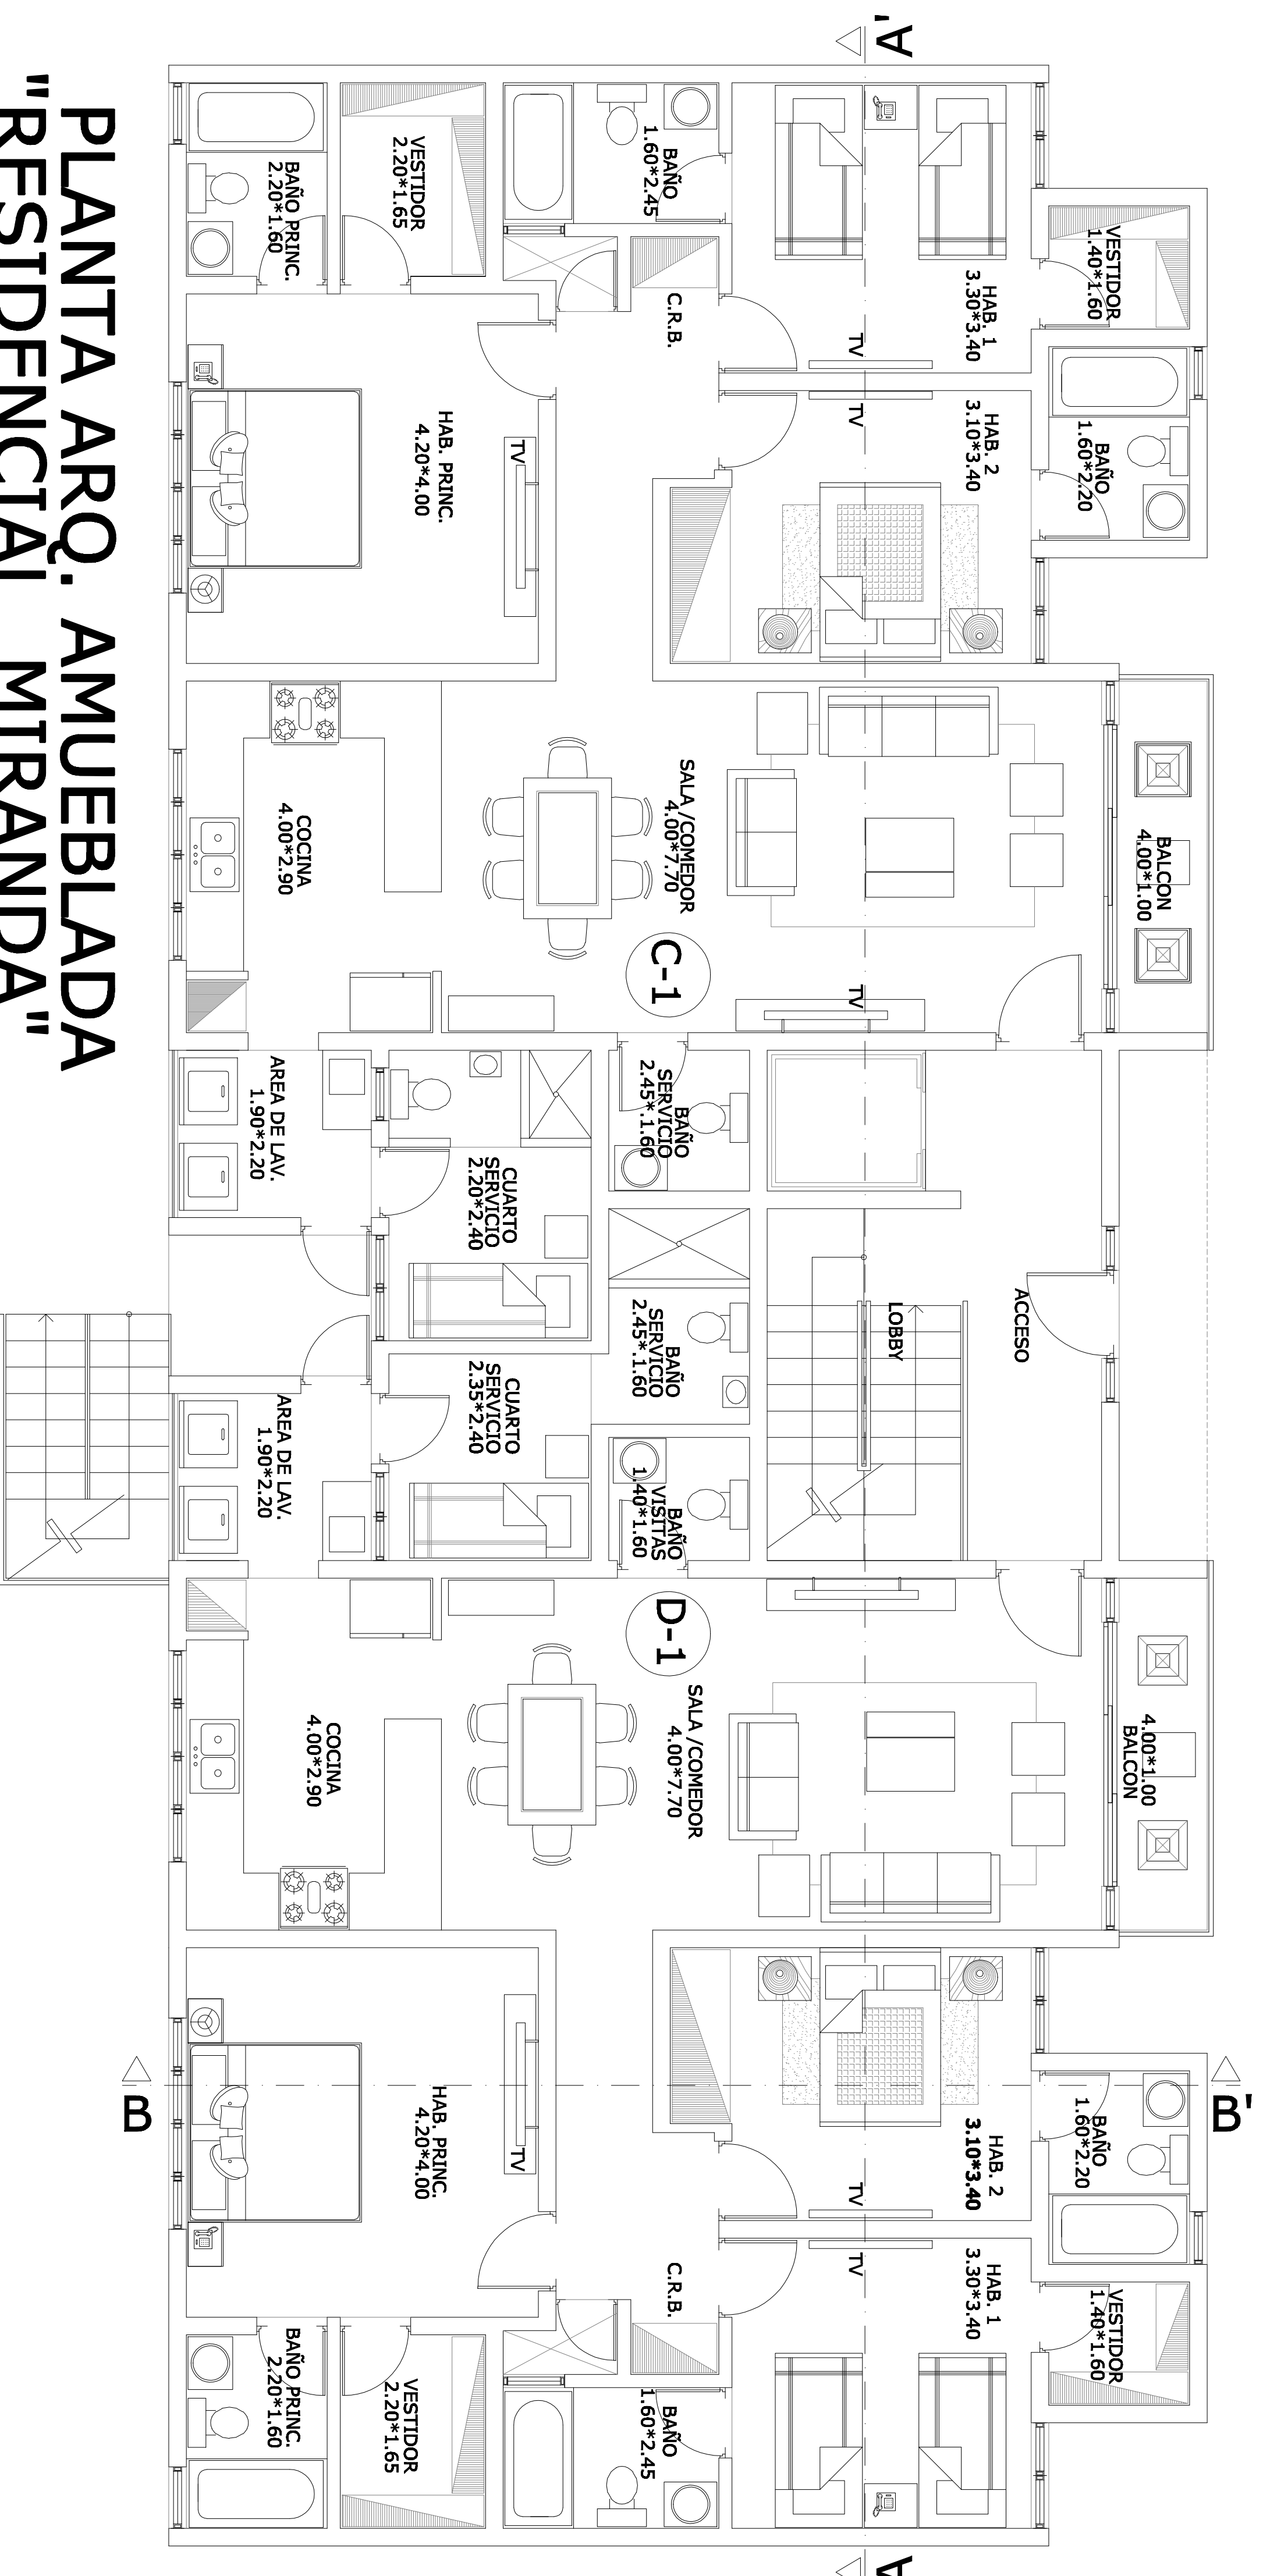 PLANTA ARQ. AMUEBLADA
"RESIDENCIAL MIRANDA"
A'
VESTIDOR
1.40*1.60
BAÑO
1.60*2.20
BALCON
4.00*1.00
HAB. 1
3.30*3.40
HAB. 2
3.10*3.40
TV
TV
TV
BAÑO
1.60*2.45
C.R.B.
SALA /COMEDOR
4.00*7.70
C-1
VESTIDOR
2.20*1.65
BAÑO PRINC.
2.20*1.60
HAB. PRINC.
4.20*4.00
TV
COCINA
4.00*2.90
ACCESO
LOBBY
BAÑO
SERVICIO
2.45*.1.60
BAÑO
SERVICIO
2.45*.1.60
BAÑO
VISITAS
1.40*1.60
CUARTO
SERVICIO
2.20*2.40
CUARTO
SERVICIO
2.35*2.40
AREA DE LAV.
1.90*2.20
AREA DE LAV.
1.90*2.20
4.00*1.00
BALCON
D-1
SALA /COMEDOR
4.00*7.70
COCINA
4.00*2.90
B'
BAÑO
1.60*2.20
VESTIDOR
1.40*1.60
HAB. 2
3.10*3.40
HAB. 1
3.30*3.40
TV
TV
C.R.B.
BAÑO
1.60*2.45
HAB. PRINC.
4.20*4.00
TV
VESTIDOR
2.20*1.65
BAÑO PRINC.
2.20*1.60
B
A